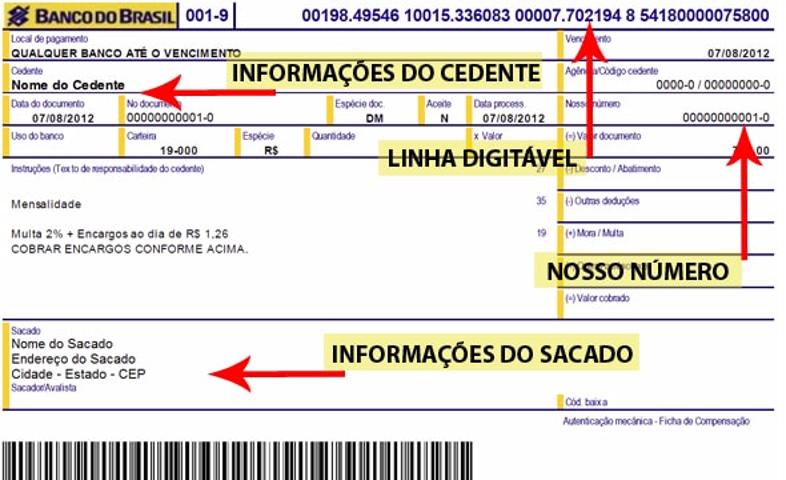 BANCO DO BRASIL 001-9 00198.49546 10015.336083 00007.702194 8 54180000075800
Local de pagamento
QUALQUER BANCO ATÉ O VENCIMENTO 07/08/2012
INFORMAÇÕES DO CEDENTE
Cedente Agência/Código cedente
Nome do Cedente 0000-0 / 00000000-0
Data do documento No Espécie doc. Aceite Data process. Nosso número
07/08/2012 00000000001-0 DM N 07/08/2012 00000000001-0
Uso do banco Carteira Espécie Quantidade x Valor (=) Valor documento
19-000 R$
LINHA DIGITÁVEL
Instruções (Texto de responsabilidade do cedente) 27 (-) Desconto / Abatimento
Mensalidade 35 (-) Outras deduções
Multa 2% + Encargos ao dia de R$ 1,26 19 (+) Mora / Multa
COBRAR ENCARGOS CONFORME ACIMA.
NOSSO NÚMERO
(=) Valor cobrado
Sacado
Nome do Sacado
INFORMAÇÕES DO SACADO
Endereço do Sacado
Cidade - Estado - CEP
Sacador/Avalista
Cód. baixa
Autenticação mecânica - Ficha de Compensação